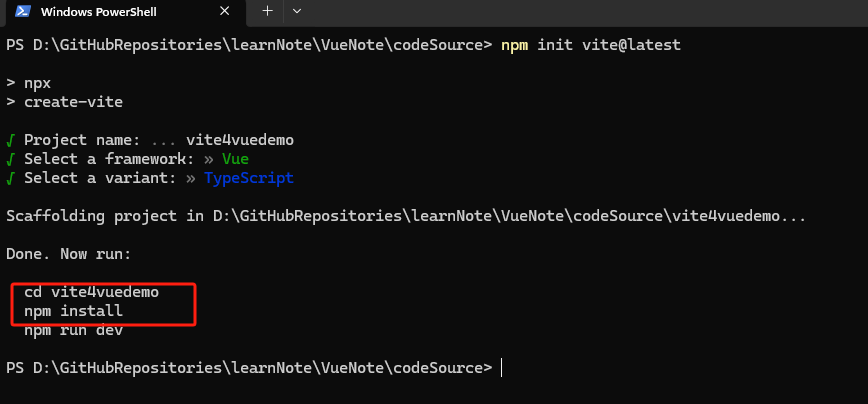 Windows PowerShell
PS D:\GitHubRepositories\learnNote\VueNote\codeSource> npm init vite@latest
> npx
> create-vite
√ Project name: ... vite4vuedemo
√ Select a framework: » Vue
√ Select a variant: » TypeScript
Scaffolding project in D:\GitHubRepositories\learnNote\VueNote\codeSource\vite4vuedemo...
Done. Now run:
cd vite4vuedemo
npm install
npm run dev
PS D:\GitHubRepositories\learnNote\VueNote\codeSource>